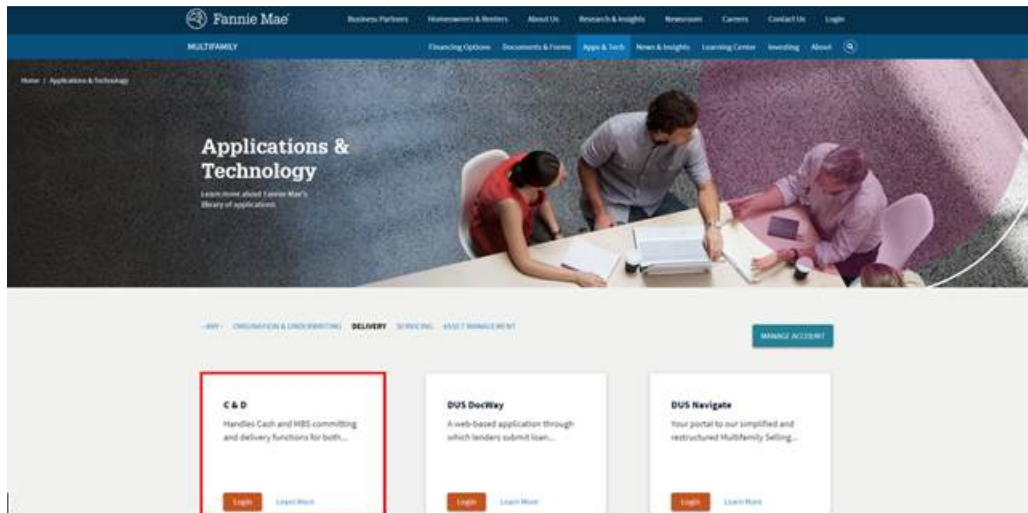 Fannie Mae
Business Partners Homeowners & Renters About Us Research & Insights Newsroom Careers Contact Us Login
MULTIFAMILY
Financing Options Documents & Forms Apps & Tech News & Insights Learning Center Investing About
Home / Applications & Technology
Applications &
Technology
Learn more about Fannie Mae's
library of applications
-ANY- ORIGINATION & UNDERWRITING DELIVERY SERVICING ASSET MANAGEMENT
MANAGE ACCOUNT
C & D
Handles Cash and MBS committing
and delivery functions for both...
Login Learn More
DUS DocWay
A web-based application through
which lenders submit loan...
Login Learn More
DUS Navigate
Your portal to our simplified and
restructured Multifamily Selling...
Login Learn More